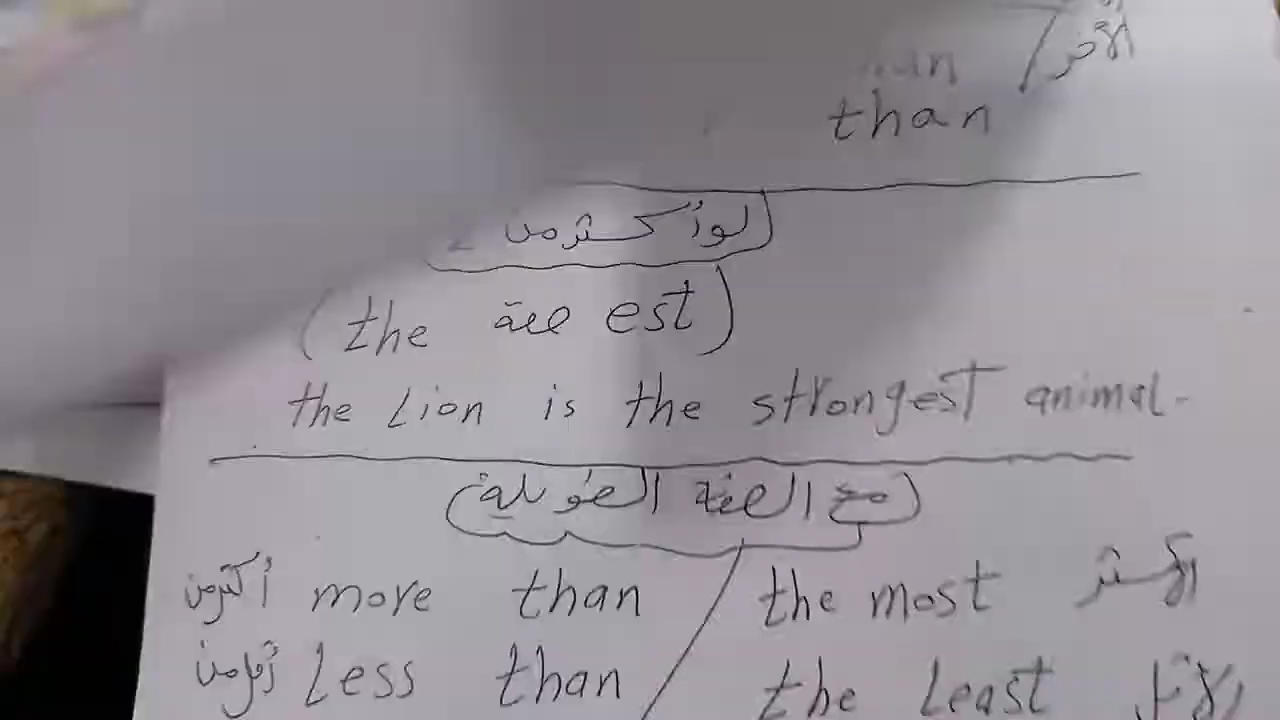 than
لو أكثر من
(the صفة est)
the Lion is the strongest animal.
مع الصفة الطويلة
أكثر من more than / the most الأكثر
أقل من Less than / the Least الأقل